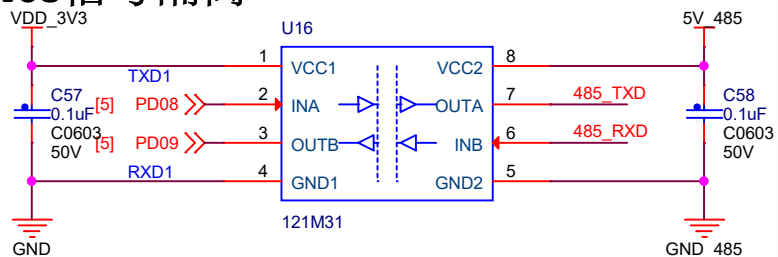 VDD_3V3
U16
5V_485
1
VCC1
VCC2
8
TXD1
C57
0.1uF
C0603
50V
[5]
PD08
2
INA
OUTA
7
485_TXD
C58
0.1uF
C0603
50V
[5]
PD09
3
OUTB
INB
6
485_RXD
RXD1
4
GND1
GND2
5
121M31
GND
GND_485